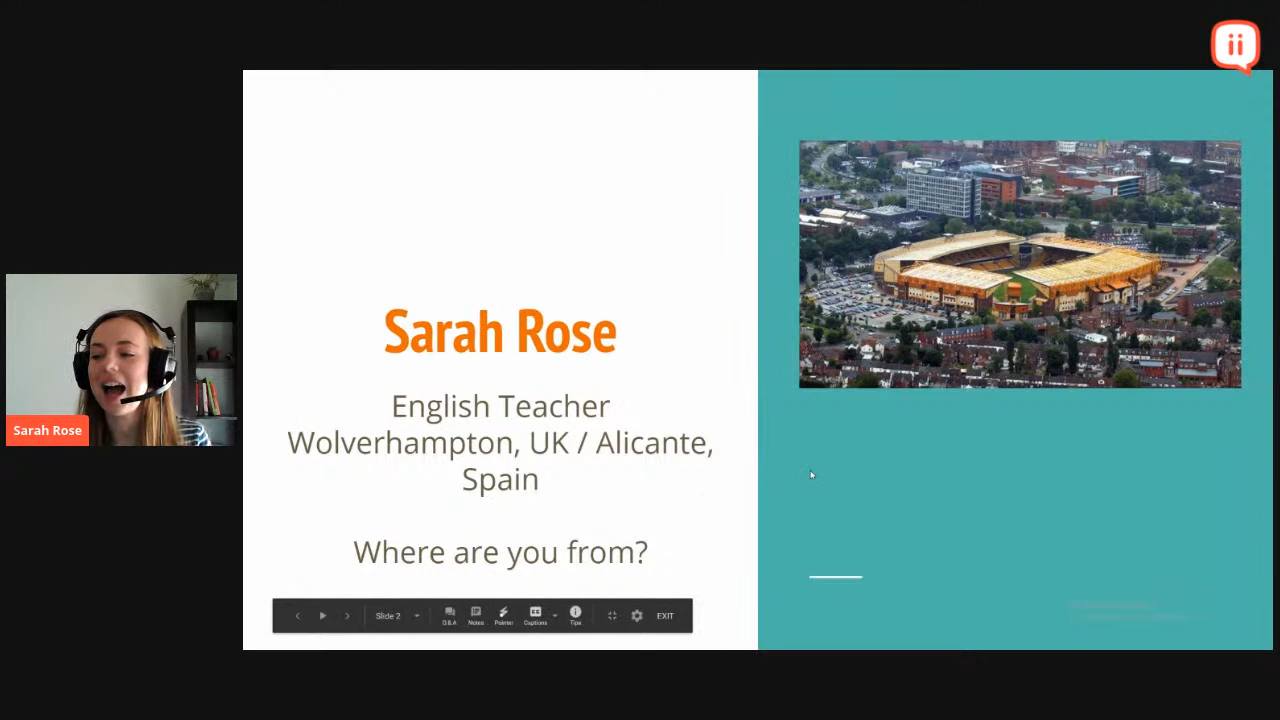 Sarah Rose
English Teacher
Wolverhampton, UK / Alicante,
Spain
Where are you from?
Sarah Rose
Slide 2
Q&A
Notes
Pointer
Captions
Tips
EXIT